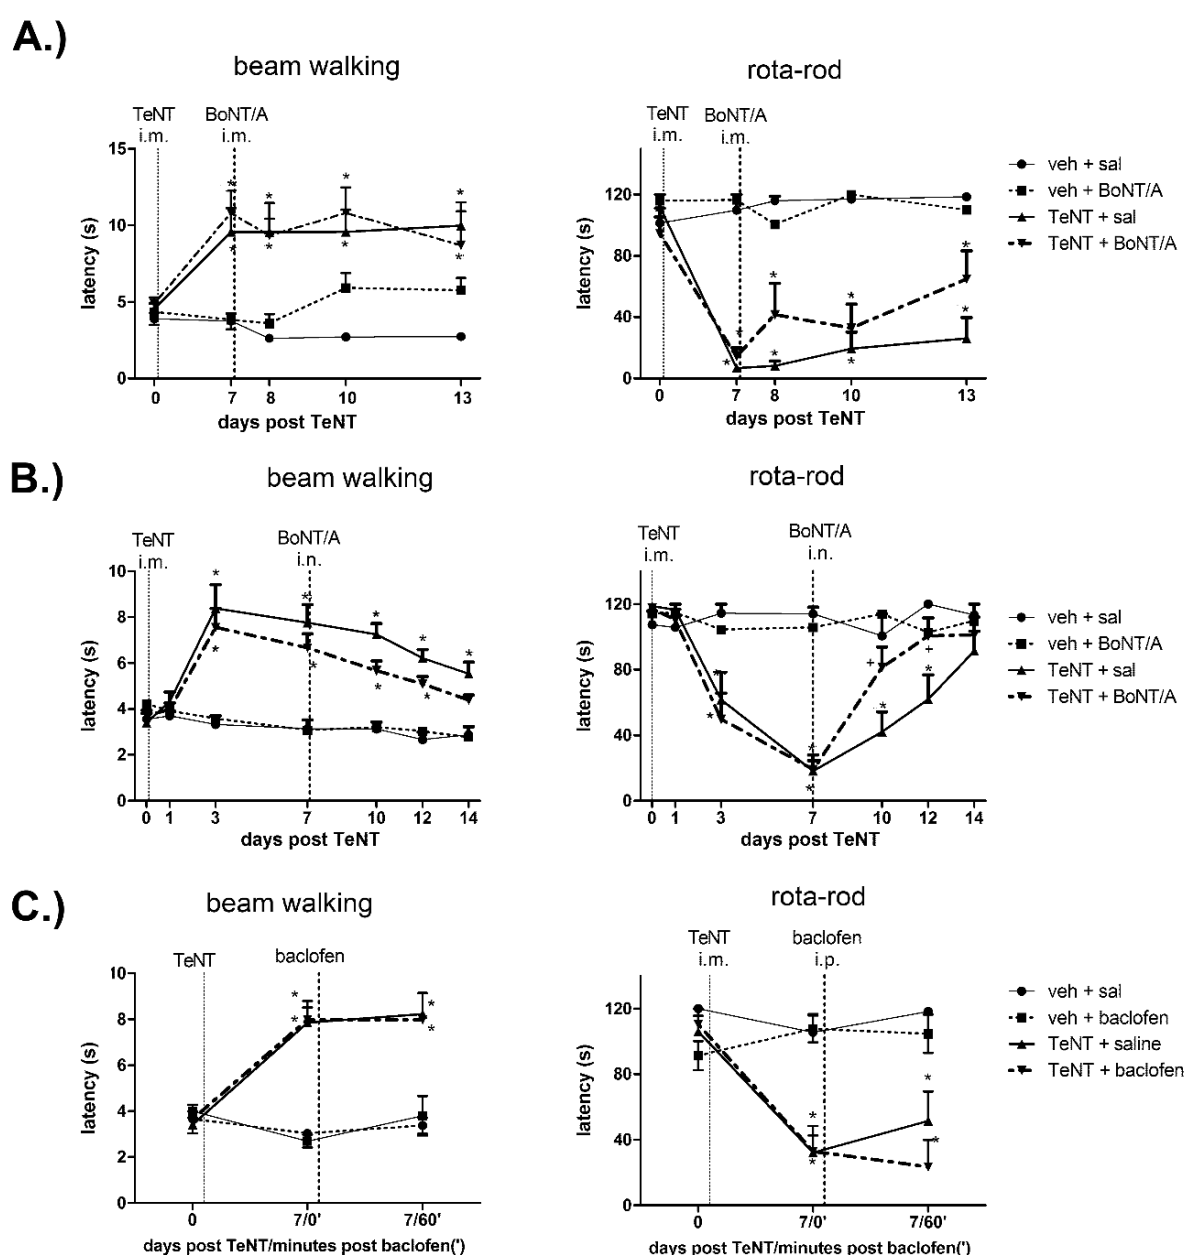 A.)
beam walking
rota-rod
TeNT
i.m.
BoNT/A
i.m.
TeNT
i.m.
BoNT/A
i.m.
latency (s)
15
10
5
0
0
7
8
10
13
days post TeNT
latency (s)
120
80
40
0
0
7
8
10
13
days post TeNT
veh + sal
veh + BoNT/A
TeNT + sal
TeNT + BoNT/A
B.)
beam walking
rota-rod
TeNT
i.m.
BoNT/A
i.n.
TeNT
i.m.
BoNT/A
i.n.
latency (s)
10
8
6
4
2
0
0
1
3
7
10
12
14
days post TeNT
latency (s)
120
80
40
0
0
1
3
7
10
12
14
days post TeNT
veh + sal
veh + BoNT/A
TeNT + sal
TeNT + BoNT/A
C.)
beam walking
rota-rod
TeNT
baclofen
TeNT
i.m.
baclofen
i.p.
latency (s)
10
8
6
4
2
0
0
7/0'
7/60'
days post TeNT/minutes post baclofen(')
latency (s)
120
80
40
0
0
7/0'
7/60'
days post TeNT/minutes post baclofen(')
veh + sal
veh + baclofen
TeNT + saline
TeNT + baclofen